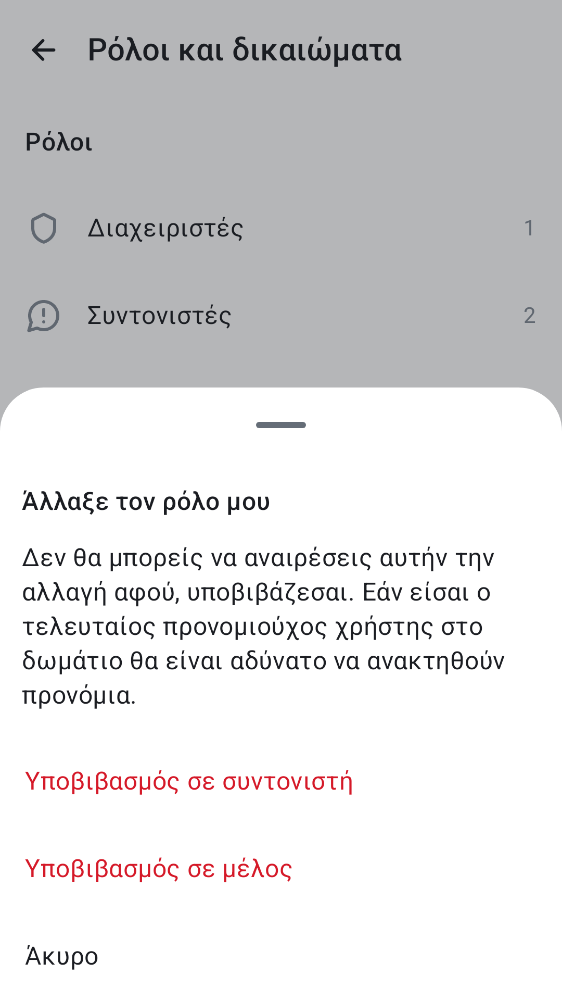 Ρόλοι και δικαιώματα
Ρόλοι
Διαχειριστές 1
Συντονιστές 2
Άλλαξε τον ρόλο μου
Δεν θα μπορείς να αναιρέσεις αυτήν την
αλλαγή αφού, υποβιβάζεσαι. Εάν είσαι ο
τελευταίος προνομιούχος χρήστης στο
δωμάτιο θα είναι αδύνατο να ανακτηθούν
προνόμια.
Υποβιβασμός σε συντονιστή
Υποβιβασμός σε μέλος
Άκυρο